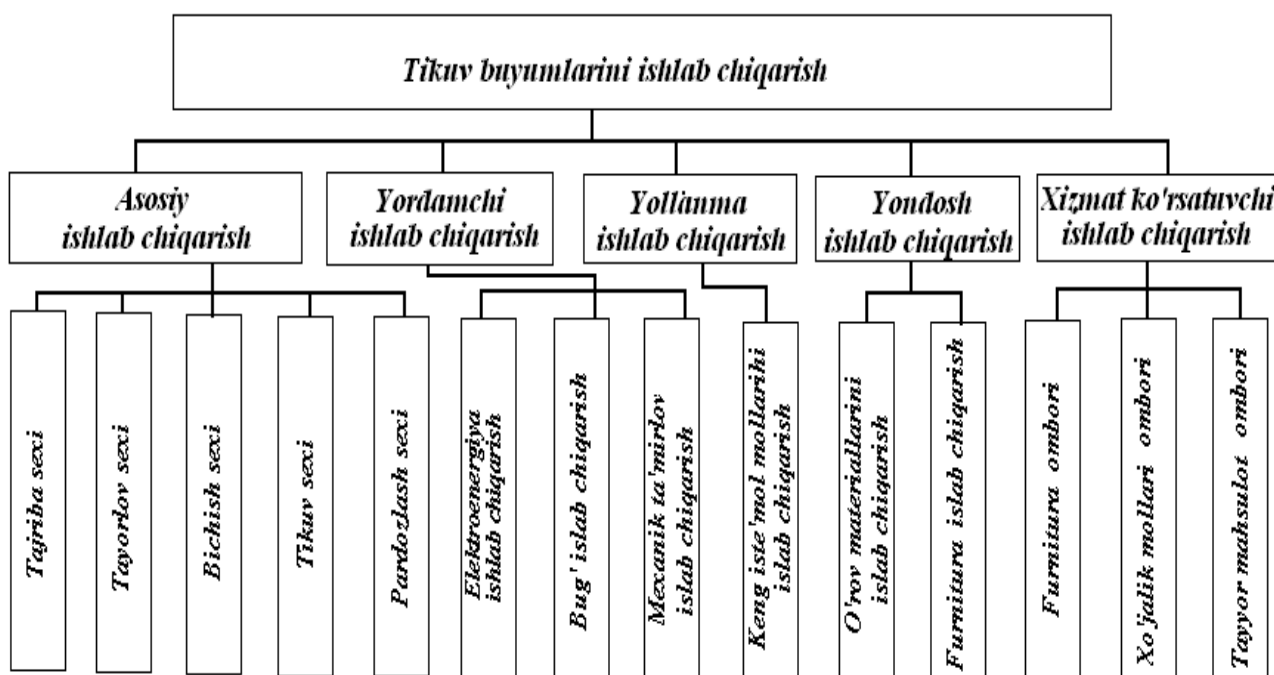 Tikuv buyumlarini ishlab chiqarish
Asosiy
ishlab chiqarish
Yordamchi
ishlab chiqarish
Yollanma
ishlab chiqarish
Yondosh
ishlab chiqarish
Xizmat ko'rsatuvchi
ishlab chiqarish
Tajriba sexi
Tayorlov sexi
Bichish sexi
Tikuv sexi
Pardozlash sexi
Elektroenergiya
ishlab chiqarish
Bug' islab chiqarish
Mexanik ta'mirlov
islab chiqarish
Keng iste'mol mollarihi
islab chiqarish
O'rov materiallarini
islab chiqarish
Furnitura islab chiqarish
Furnitura ombori
Xo'jalik mollari ombori
Tayyor mahsulot ombori